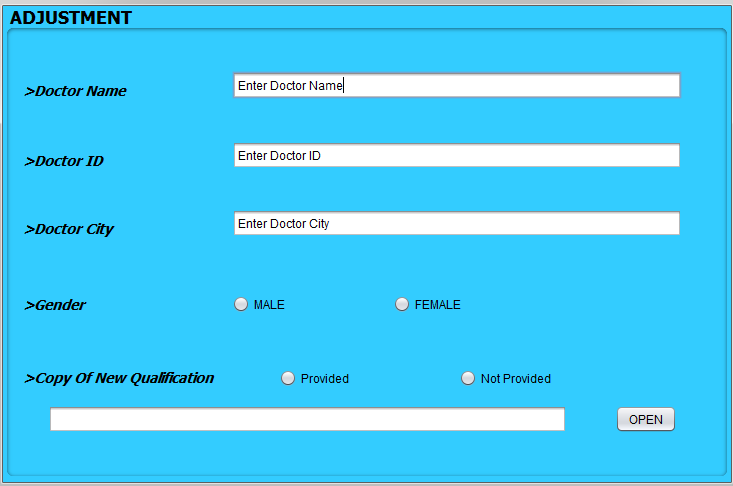 ADJUSTMENT
>Doctor Name Enter Doctor Name
>Doctor ID Enter Doctor ID
>Doctor City Enter Doctor City
>Gender MALE FEMALE
>Copy Of New Qualification Provided Not Provided
OPEN